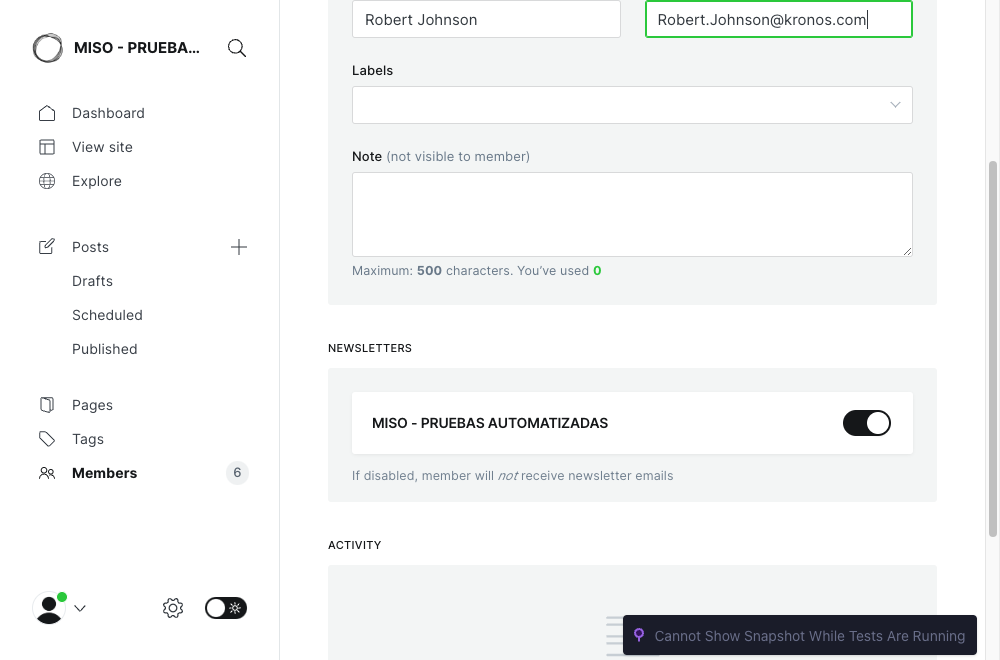 MISO - PRUEBA...
Dashboard
View site
Explore
Posts
Drafts
Scheduled
Published
Pages
Tags
Members 6
Robert Johnson Robert.Johnson@kronos.com
Labels
Note (not visible to member)
Maximum: 500 characters. You've used 0
NEWSLETTERS
MISO - PRUEBAS AUTOMATIZADAS
If disabled, member will not receive newsletter emails
ACTIVITY
Cannot Show Snapshot While Tests Are Running